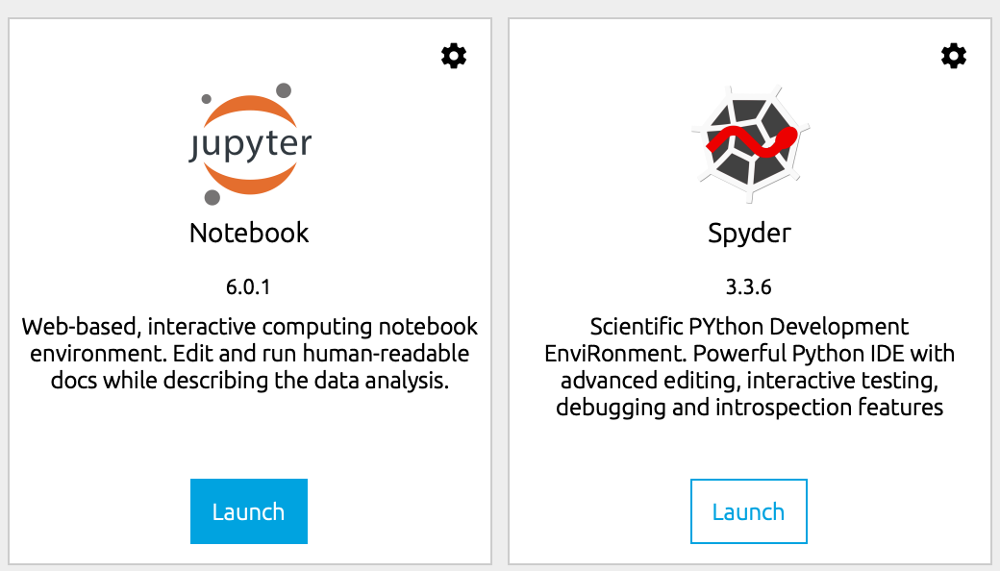 jupyter
Notebook
6.0.1
Web-based, interactive computing notebook
environment. Edit and run human-readable
docs while describing the data analysis.
Launch
Spyder
3.3.6
Scientific PYthon Development
EnviRonment. Powerful Python IDE with
advanced editing, interactive testing,
debugging and introspection features
Launch